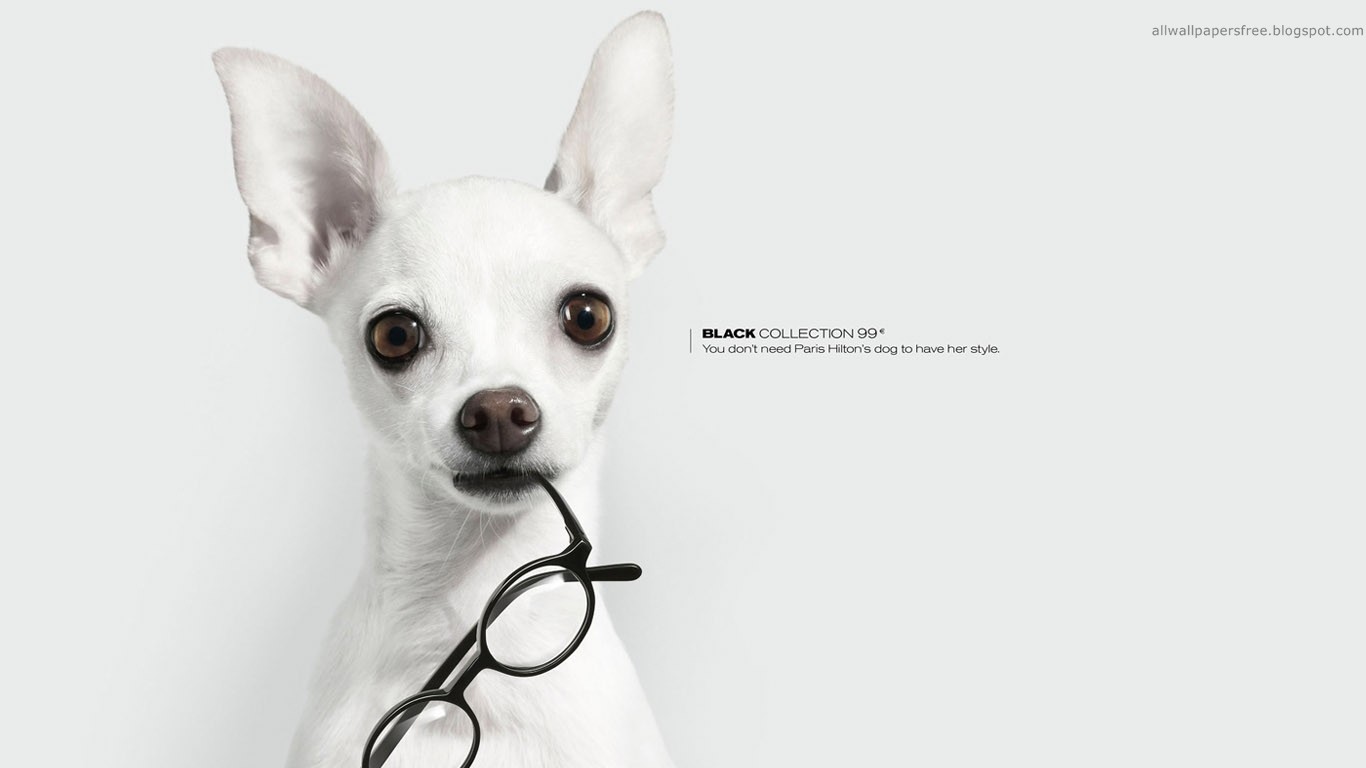 allwallpapersfree.blogspot.com
BLACK COLLECTION 99€
You don't need Paris Hilton's dog to have her style.